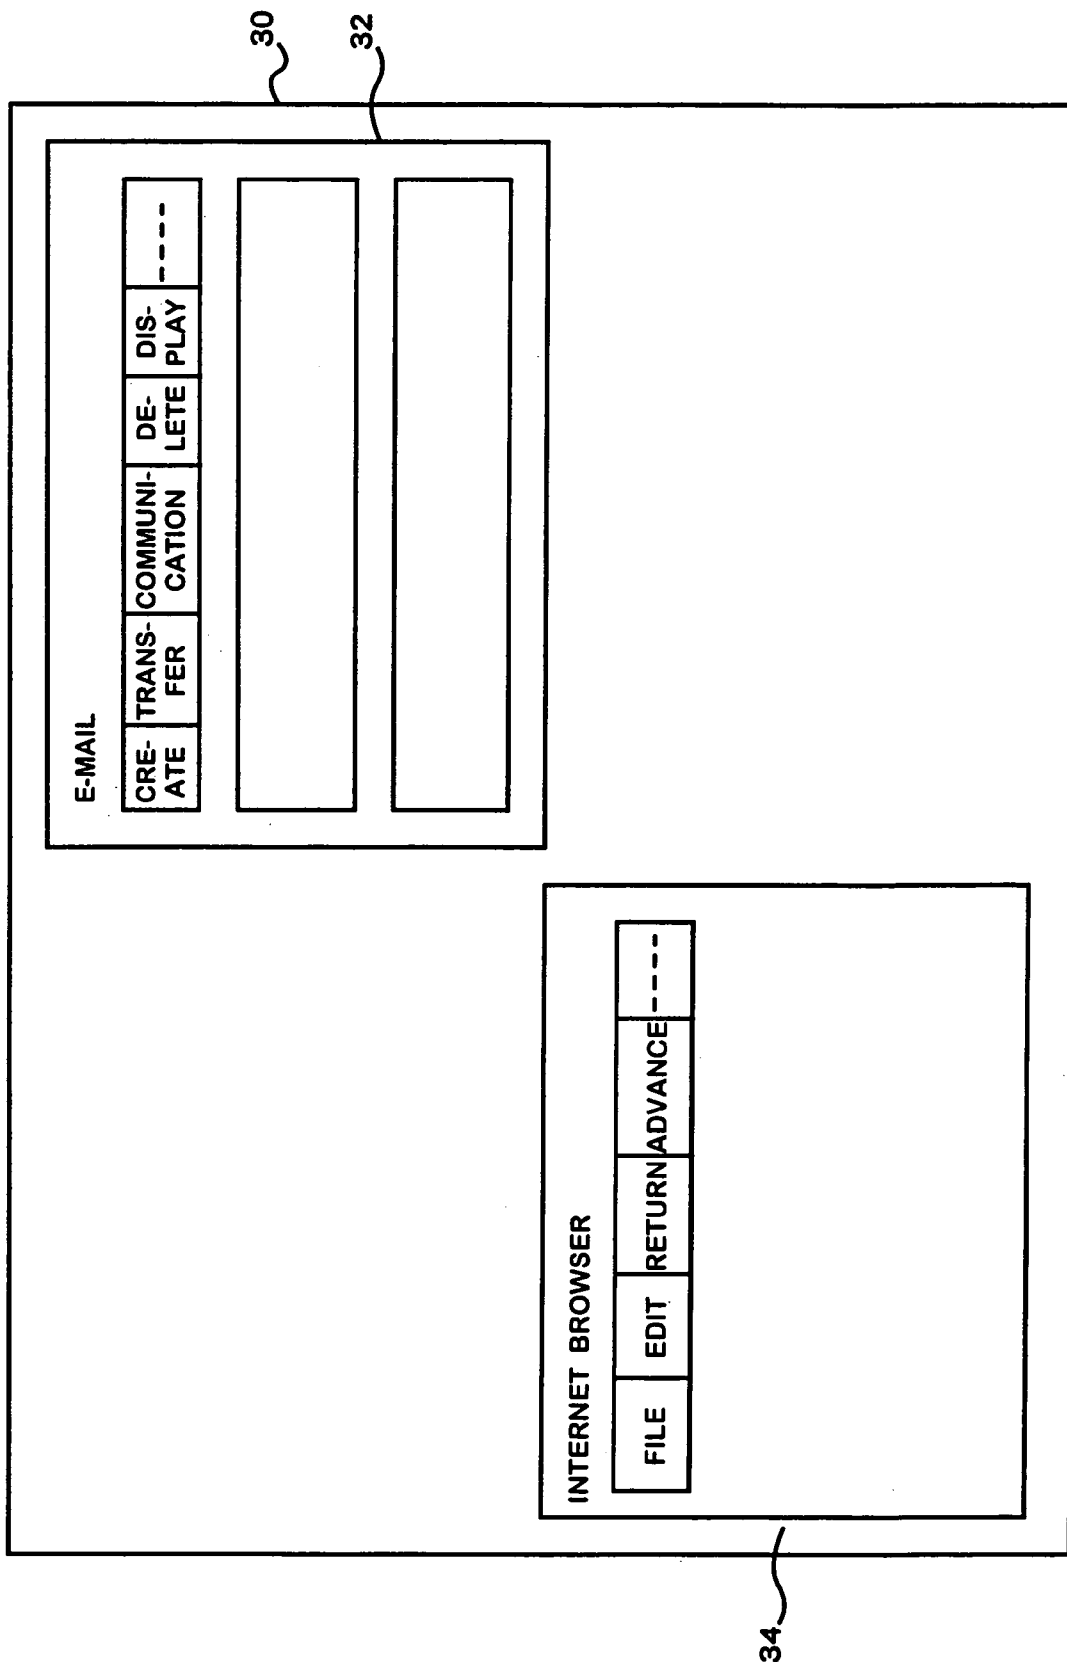 30
32
E-MAIL
CRE-ATE TRANS-FER COMMUNI-CATION DE-LETE DIS-PLAY ----
INTERNET BROWSER
FILE EDIT RETURN ADVANCE ----
34